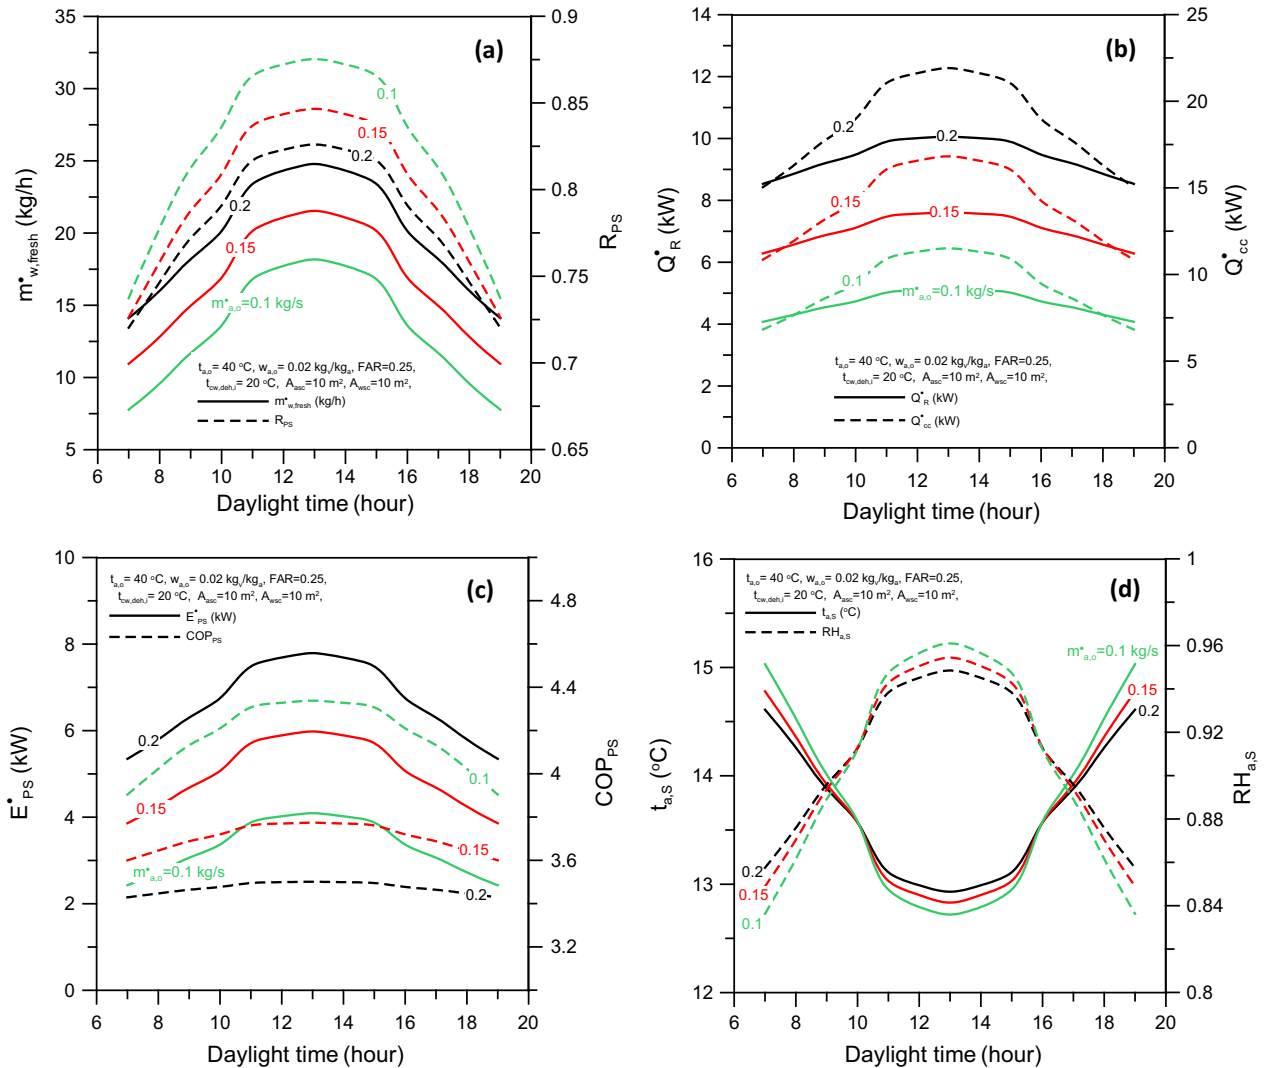 (a)
35
30
25
20
15
10
5
0.9
0.85
0.8
0.75
0.7
0.65
6 8 10 12 14 16 18 20
m•w,fresh (kg/h)
RPS
Daylight time (hour)
0.1
0.15
0.2
0.2
0.15
m•a,o=0.1 kg/s
ta,o= 40 °C, wa,o= 0.02 kgv/kga, FAR=0.25,
tcw,deh,i= 20 °C, Aasc=10 m², Awsc=10 m²,
m•w,fresh (kg/h)
RPS
(b)
14
12
10
8
6
4
2
0
25
20
15
10
5
0
6 8 10 12 14 16 18 20
Q•R (kW)
Q•cc (kW)
Daylight time (hour)
0.2
0.2
0.15
0.15
0.1
m•a,o=0.1 kg/s
ta,o= 40 °C, wa,o= 0.02 kgv/kga, FAR=0.25,
tcw,deh,i= 20 °C, Aasc=10 m², Awsc=10 m²,
Q•R (kW)
Q•cc (kW)
(c)
10
8
6
4
2
0
4.8
4.4
4
3.6
3.2
6 8 10 12 14 16 18 20
E•PS (kW)
COPPS
Daylight time (hour)
ta,o= 40 °C, wa,o= 0.02 kgv/kga, FAR=0.25,
tcw,deh,i= 20 °C, Aasc=10 m², Awsc=10 m²,
E•PS (kW)
COPPS
0.2
0.1
0.15
0.15
m•a,o=0.1 kg/s
0.2
(d)
16
15
14
13
12
1
0.96
0.92
0.88
0.84
0.8
6 8 10 12 14 16 18 20
ta,S (°C)
RHa,S
Daylight time (hour)
ta,o= 40 °C, wa,o= 0.02 kgv/kga, FAR=0.25,
tcw,deh,i= 20 °C, Aasc=10 m², Awsc=10 m²,
ta,S (°C)
RHa,S
m•a,o=0.1 kg/s
0.15
0.2
0.2
0.15
0.1